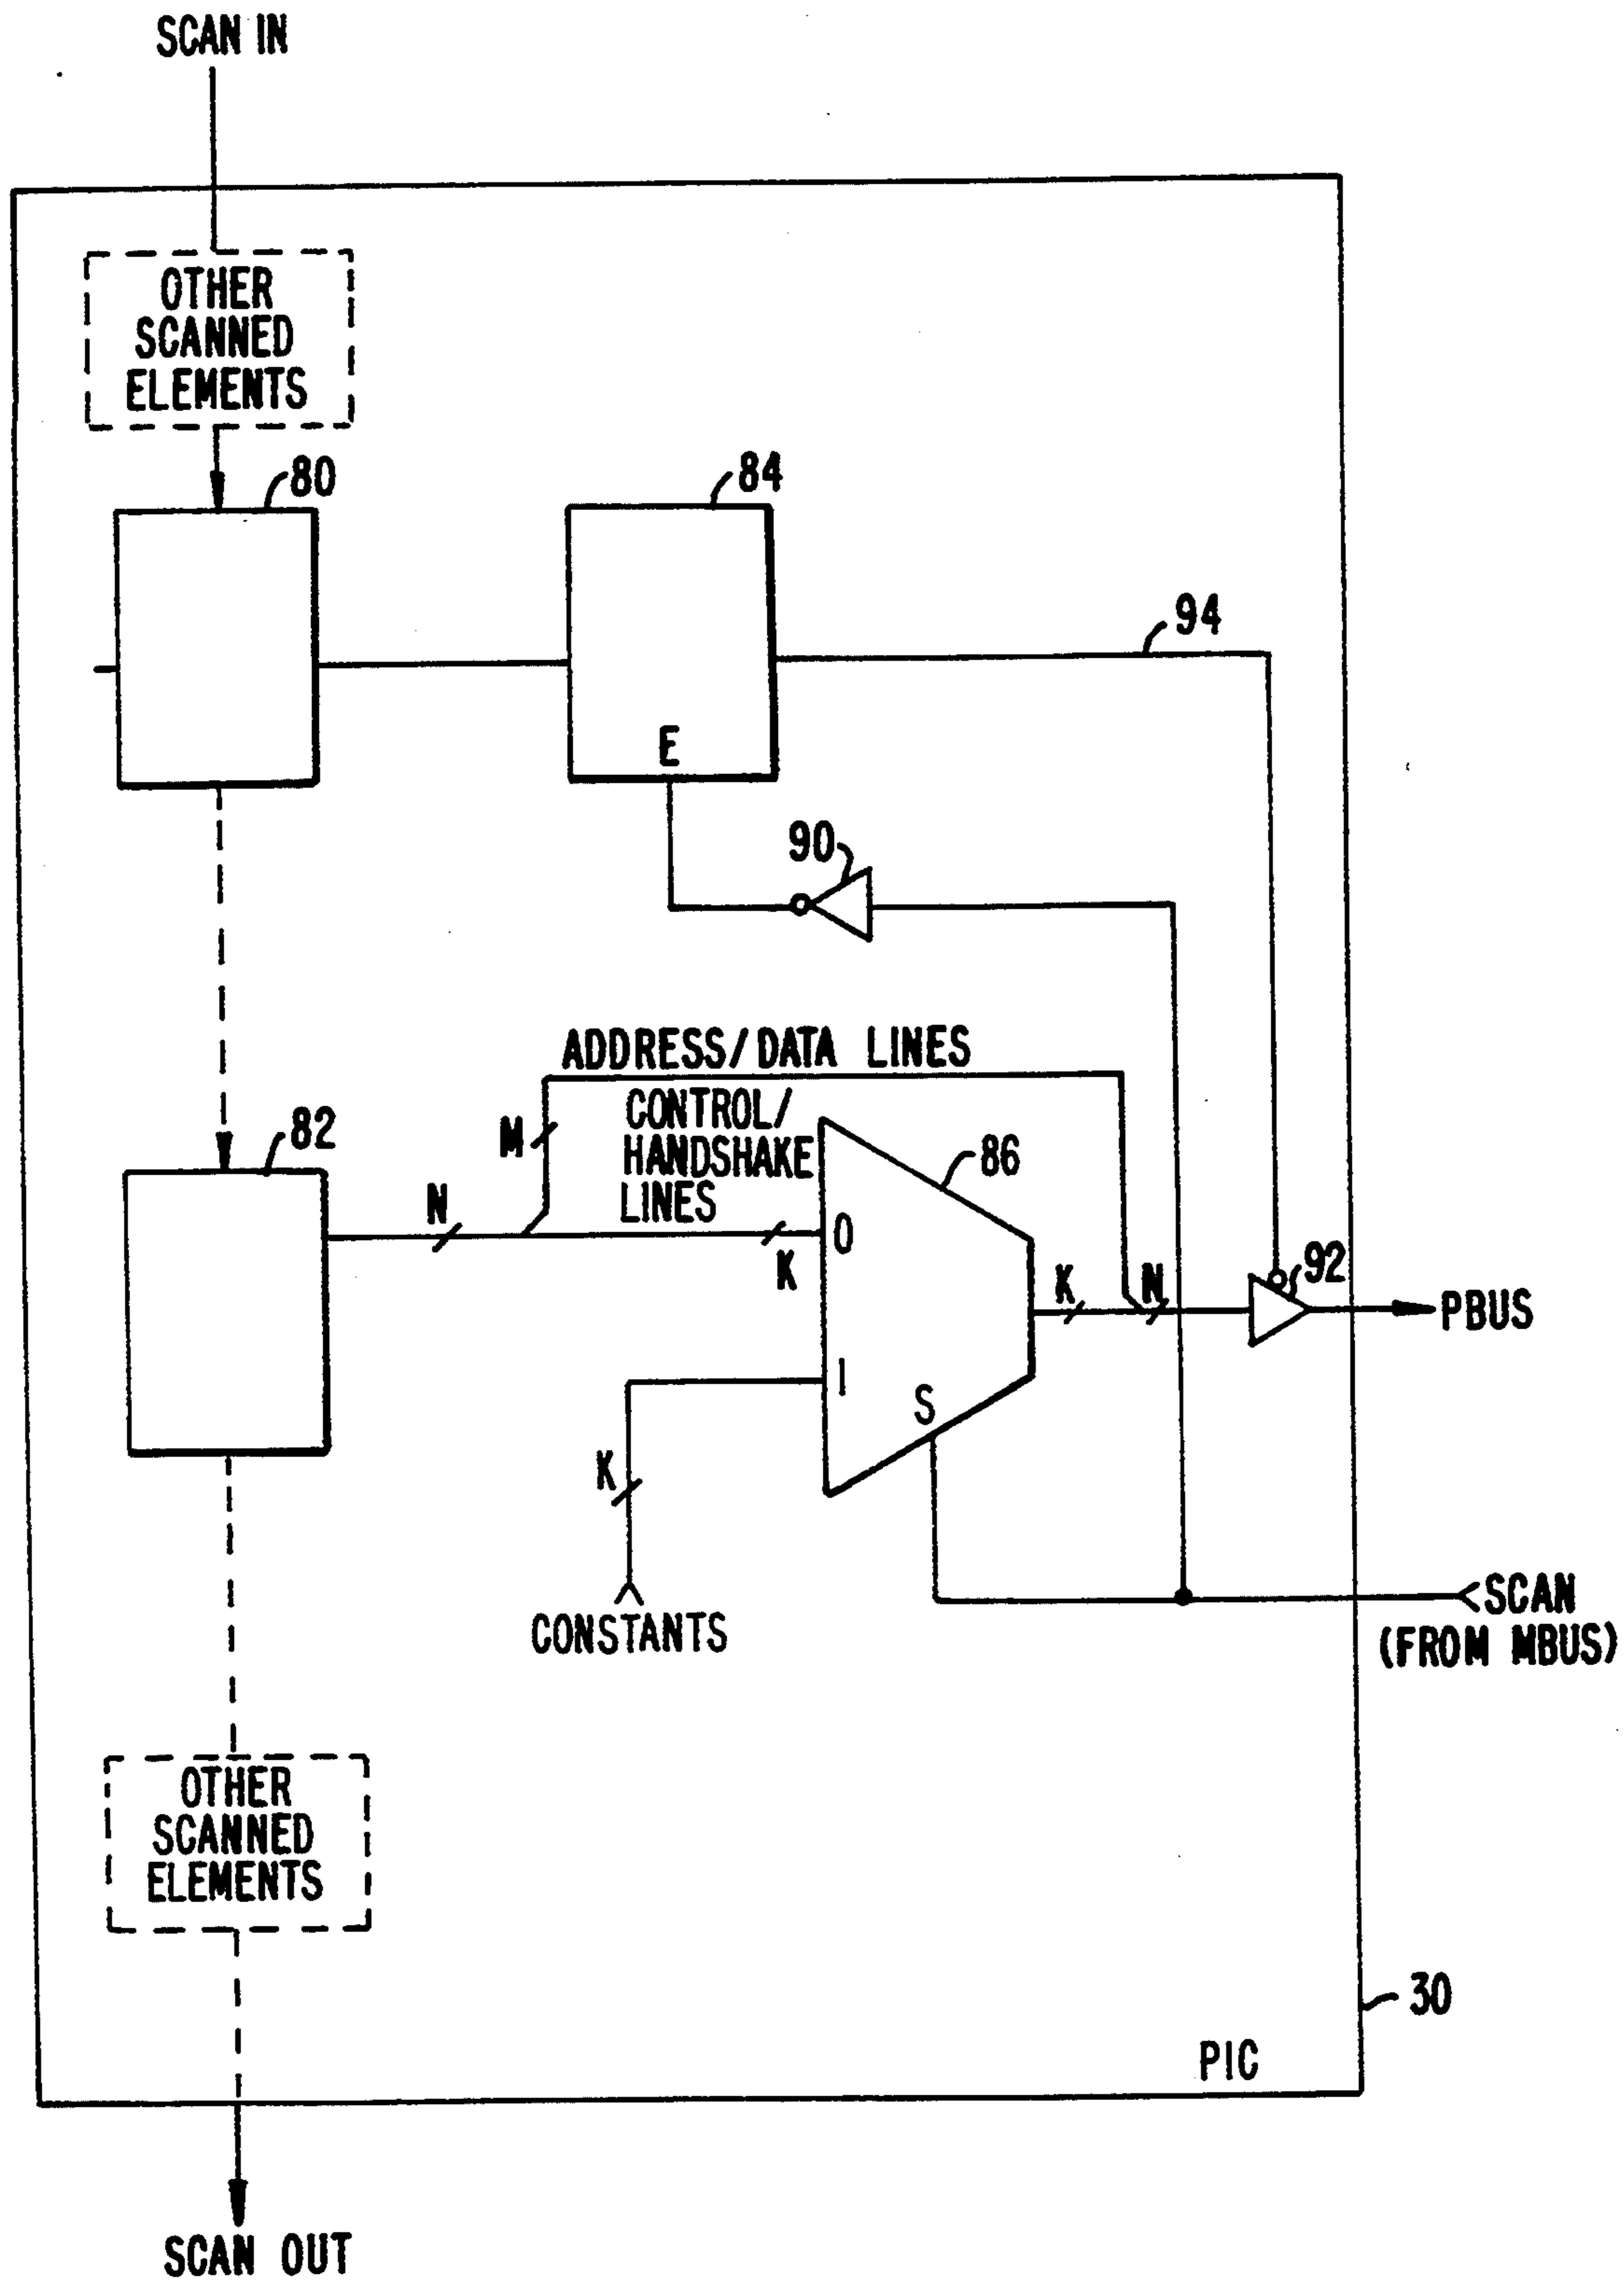 SCAN IN
OTHER
SCANNED
ELEMENTS
80
84
94
E
90
ADDRESS/DATA LINES
M
CONTROL/
HANDSHAKE
LINES
82
86
N
0
K
92
K
N
PBUS
1
S
K
CONSTANTS
SCAN
(FROM MBUS)
OTHER
SCANNED
ELEMENTS
30
PIC
SCAN OUT